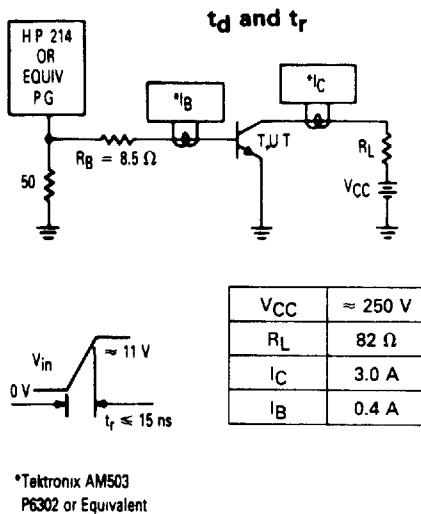 td and tr
HP 214
OR
EQUIV
PG
*IB
*IC
T.U.T
RB = 8.5 Ω
50
RL
VCC
Vin
≈ 11 V
0 V
tr ≤ 15 ns
VCC ≈ 250 V
RL 82 Ω
IC 3.0 A
IB 0.4 A
*Tektronix AM503
P6302 or Equivalent